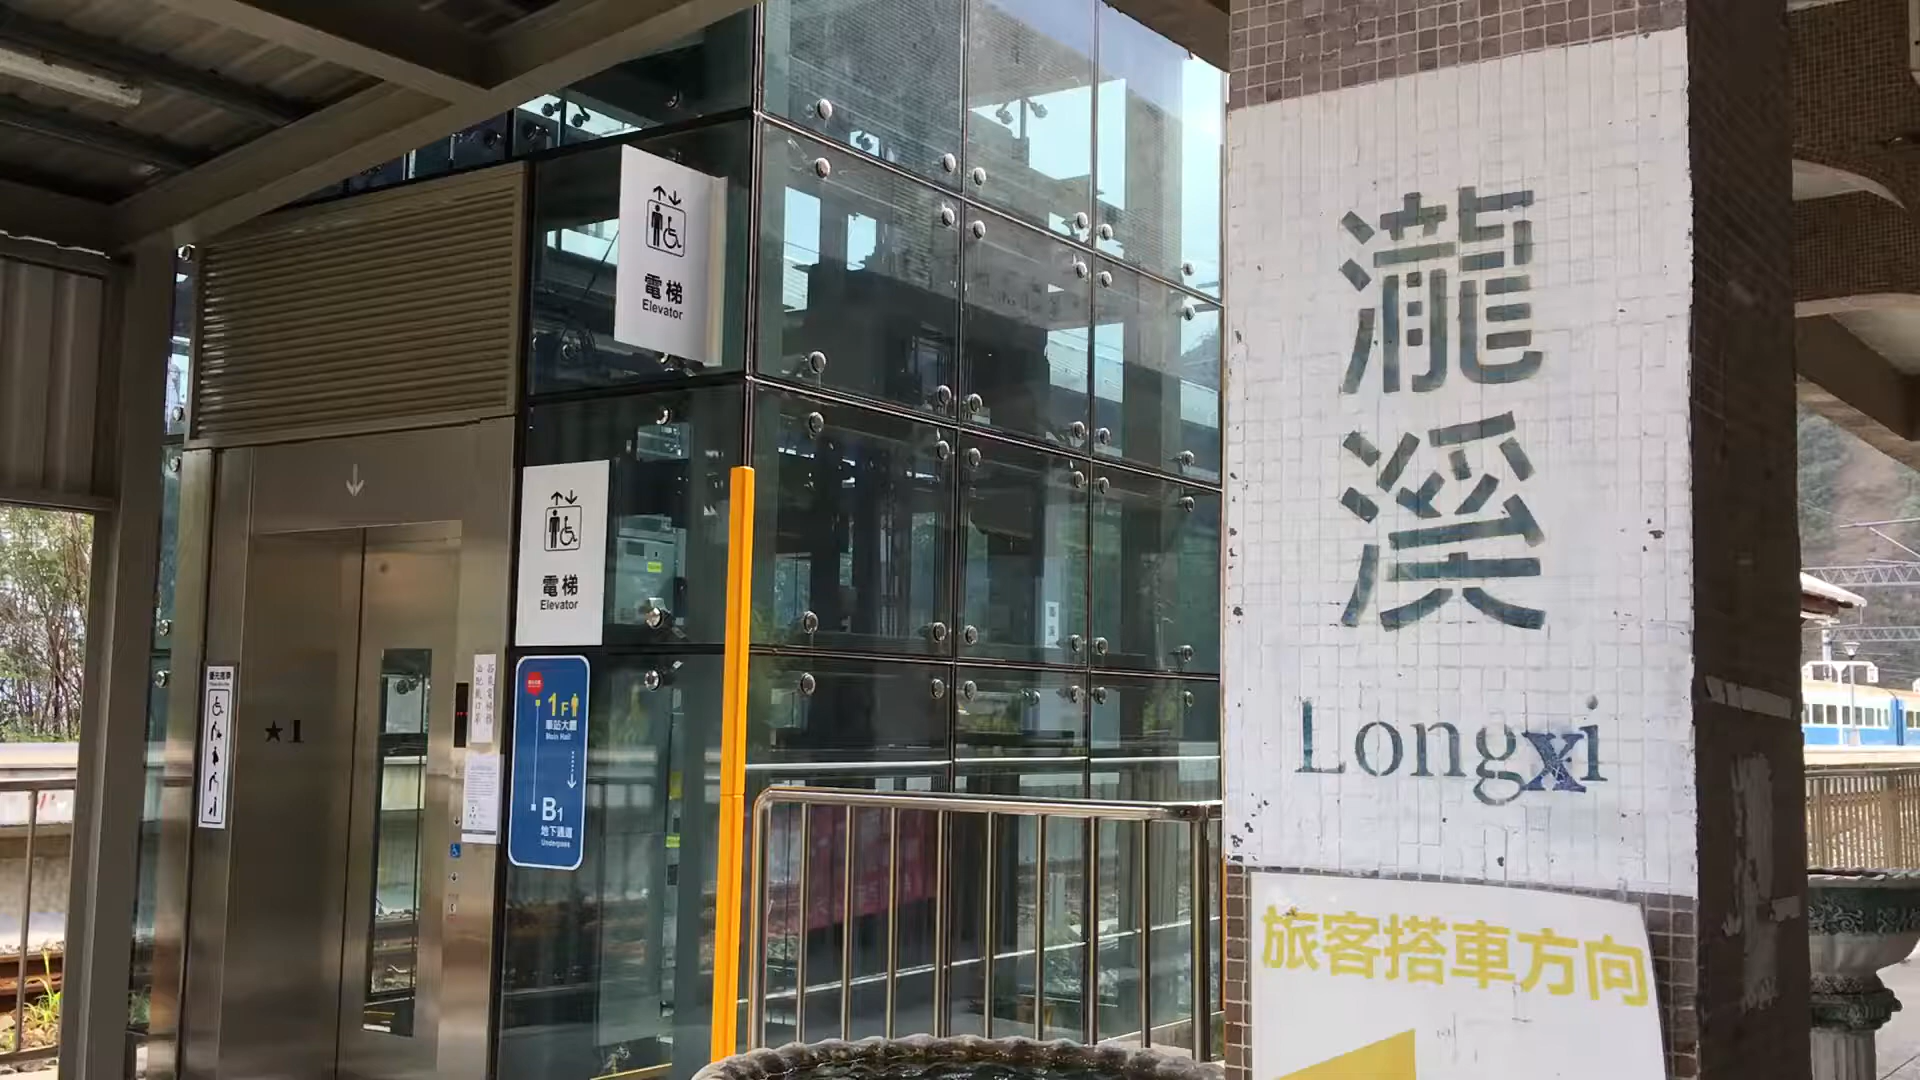 電梯
Elevator
電梯
Elevator
★1
1F
車站大廳
Main Hall
B1
地下通道
Underpass
瀧
溪
Longxi
旅客搭車方向